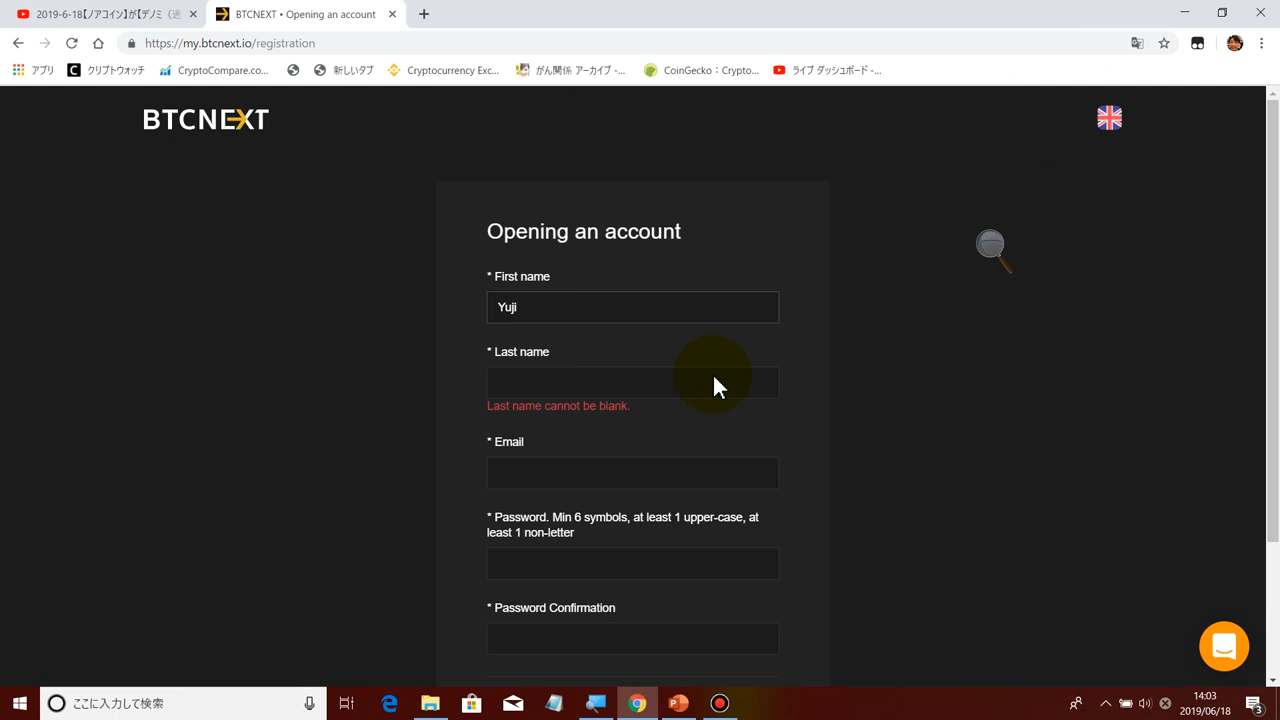 2019-6-18【ノアコイン】が【デノミ（通
BTCNEXT • Opening an account
https://my.btcnext.io/registration
アプリ
クリプトウォッチ
CryptoCompare.co...
新しいタブ
Cryptocurrency Exc...
がん関係 アーカイブ - ...
CoinGecko：Crypto...
ライブ ダッシュボード - ...
BTCNEXT
Opening an account
* First name
Yuji
* Last name
Last name cannot be blank.
* Email
* Password. Min 6 symbols, at least 1 upper-case, at
least 1 non-letter
* Password Confirmation
ここに入力して検索
14:03
2019/06/18
3